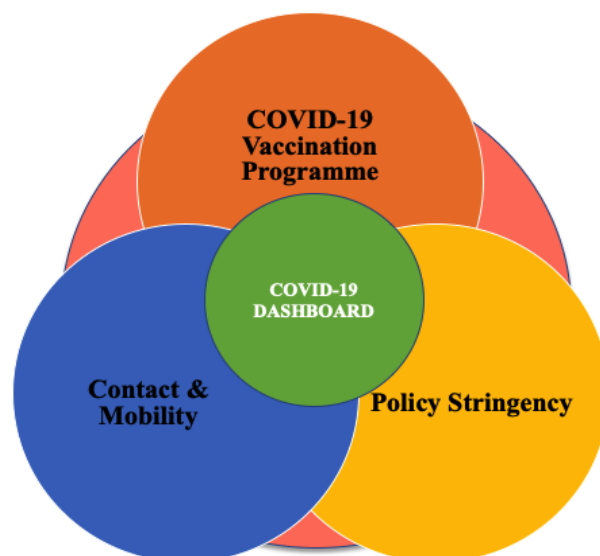 COVID-19
Vaccination
Programme
COVID-19
DASHBOARD
Contact &
Mobility
Policy Stringency